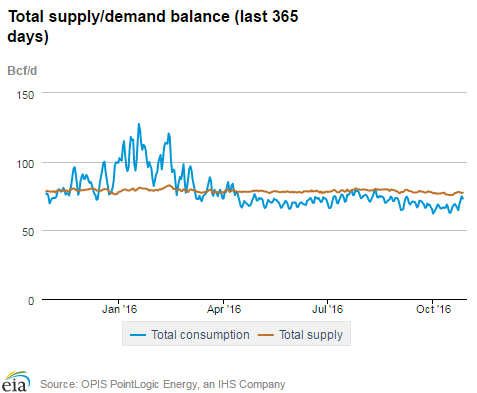 Total supply/demand balance (last 365
days)
Bcf/d
150
100
50
0
Jan '16
Apr '16
Jul '16
Oct '16
Total consumption
Total supply
eia
Source: OPIS PointLogic Energy, an IHS Company